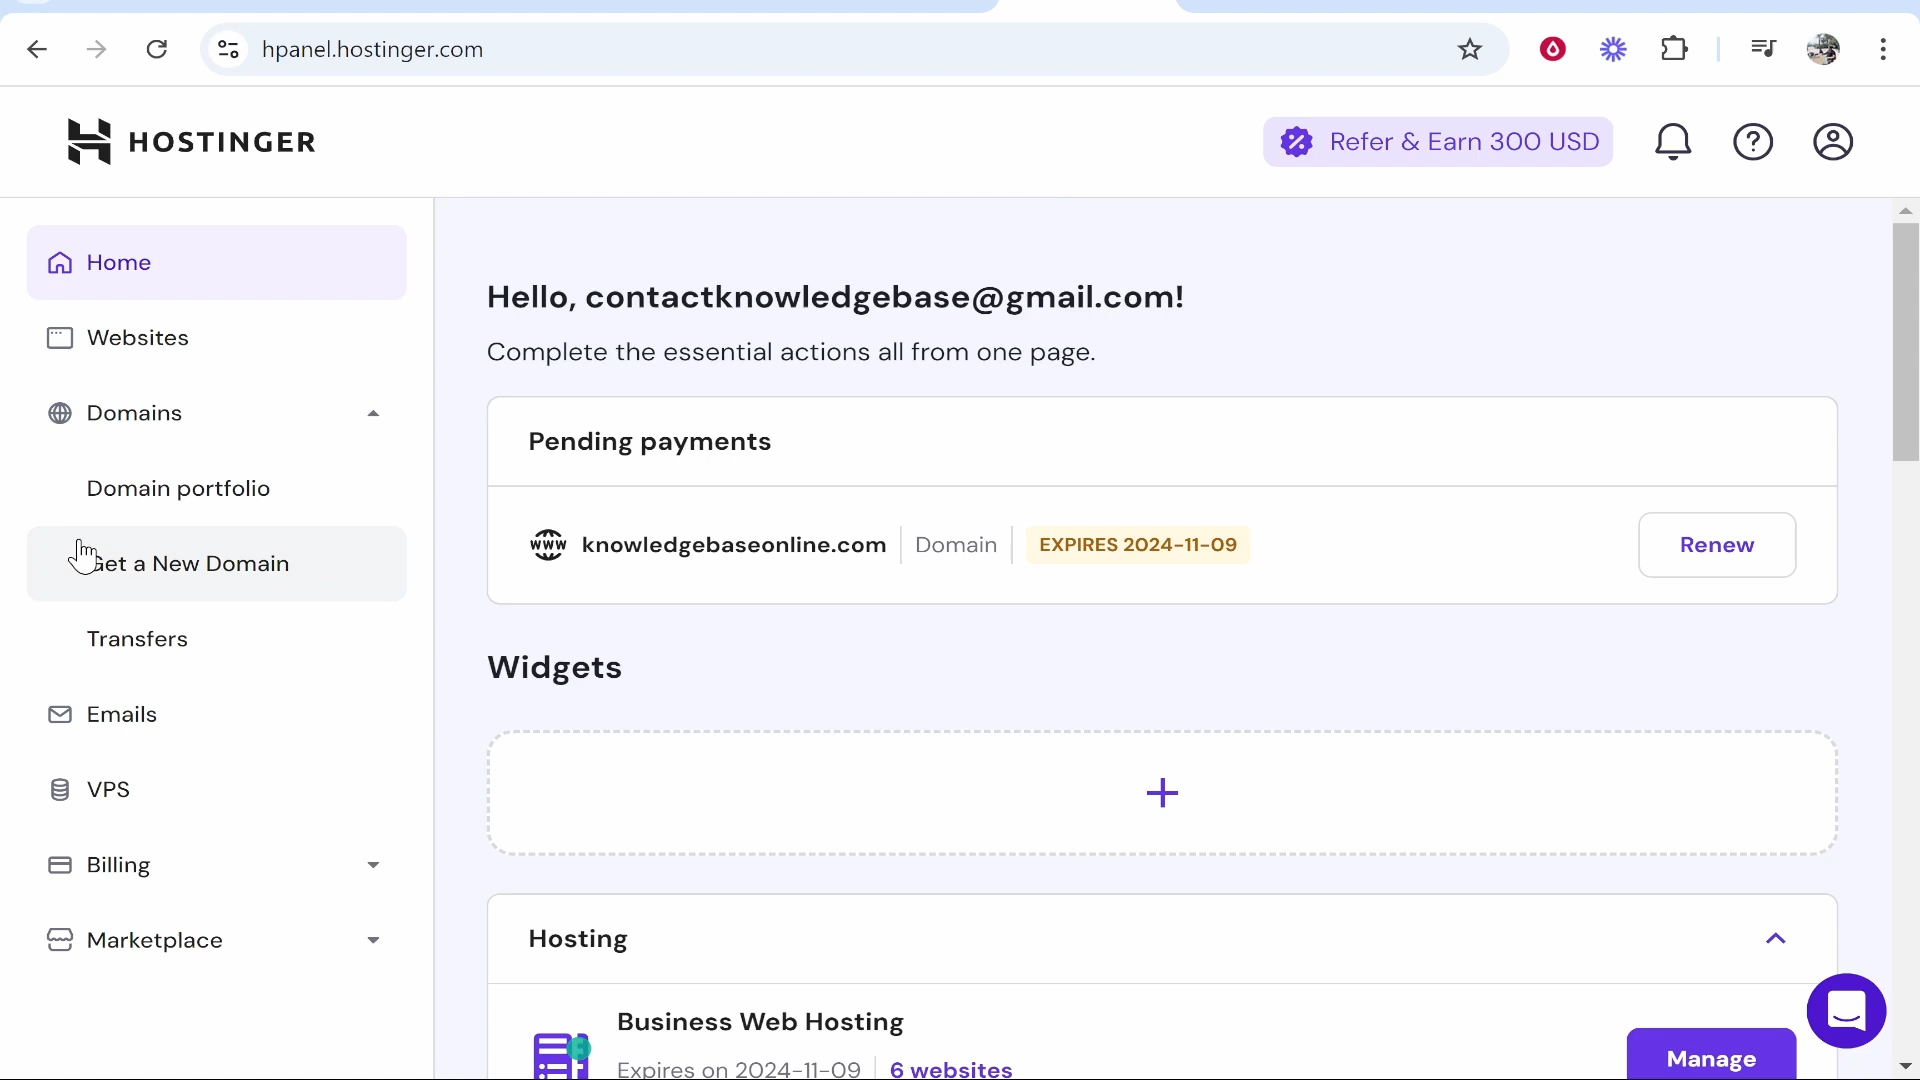 hpanel.hostinger.com
HOSTINGER
Refer & Earn 300 USD
Home
Websites
Domains
Domain portfolio
Get a New Domain
Transfers
Emails
VPS
Billing
Marketplace
Hello, contactknowledgebase@gmail.com!
Complete the essential actions all from one page.
Pending payments
www knowledgebaseonline.com Domain EXPIRES 2024-11-09 Renew
Widgets
Hosting
Business Web Hosting
Expires on 2024-11-09 6 websites
Manage